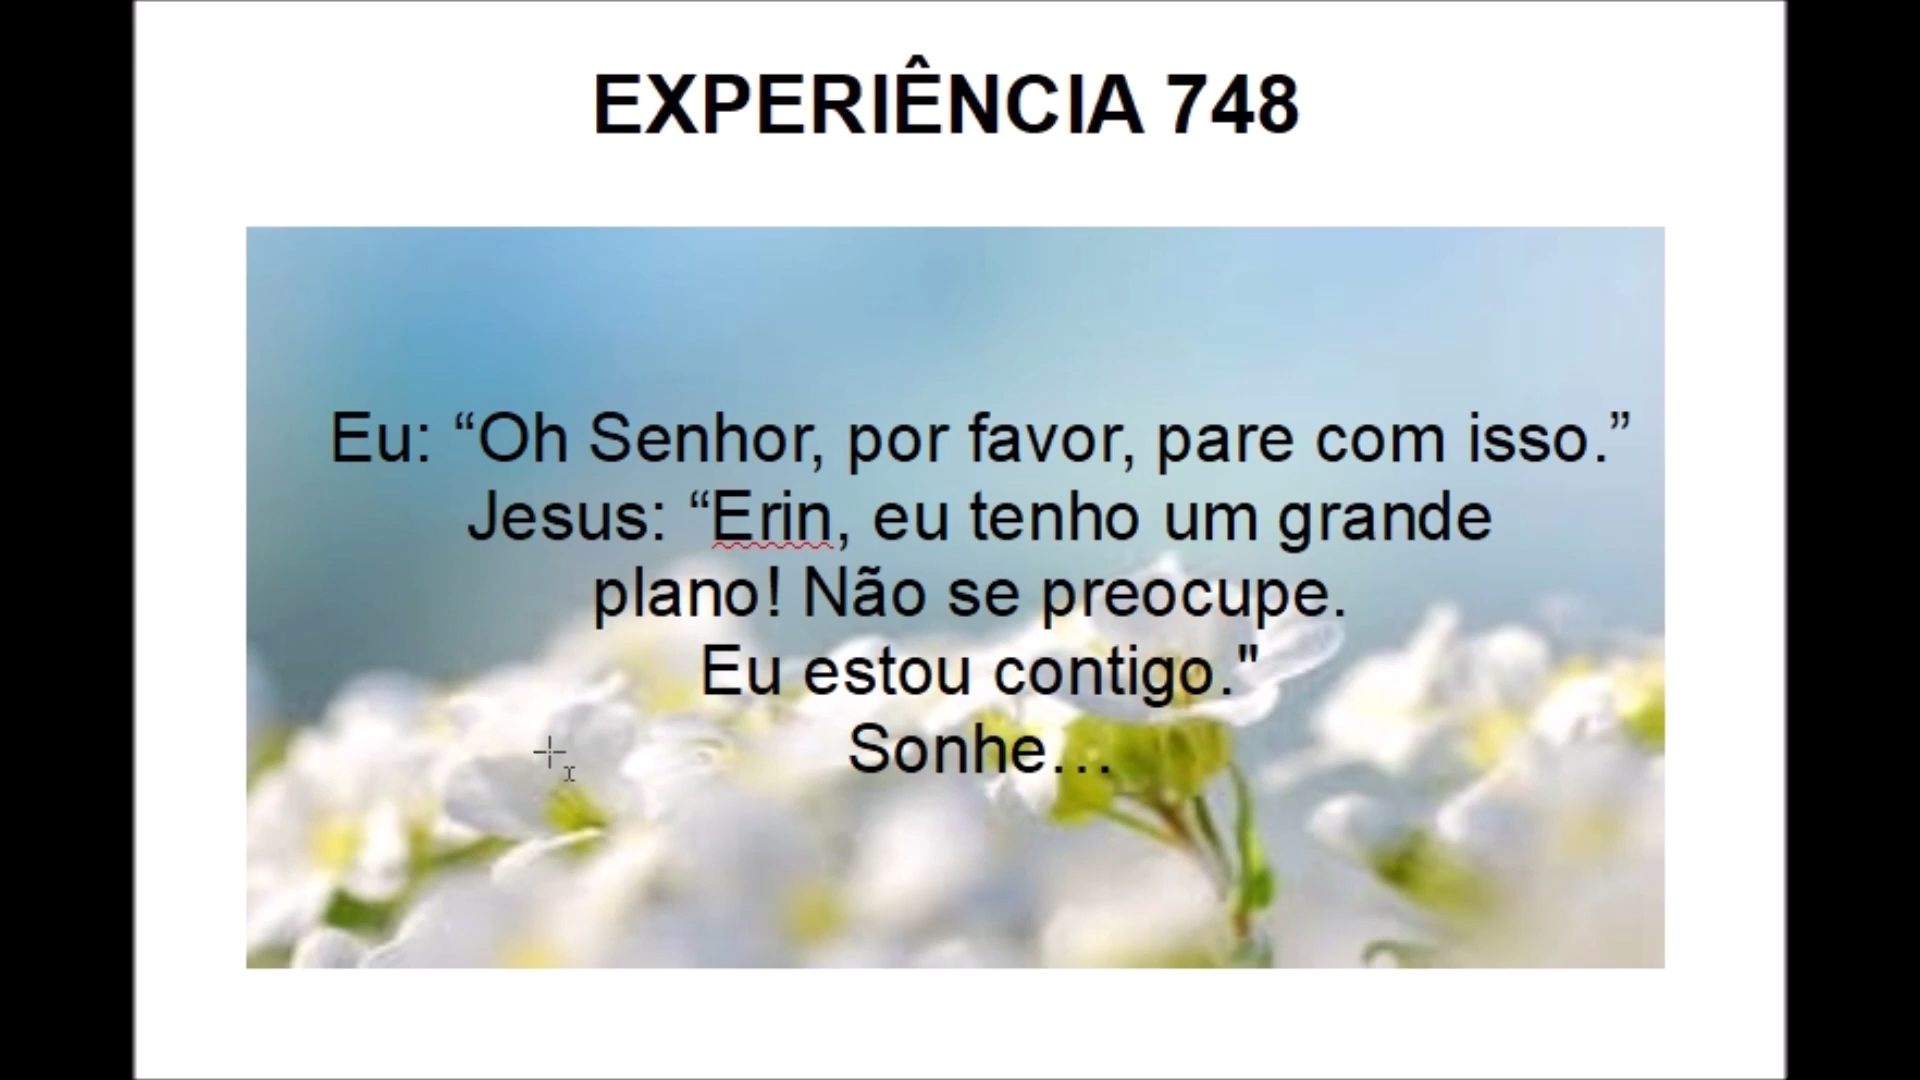 EXPERIÊNCIA 748
Eu: “Oh Senhor, por favor, pare com isso.”
Jesus: “Erin, eu tenho um grande
plano! Não se preocupe.
Eu estou contigo."
Sonhe…